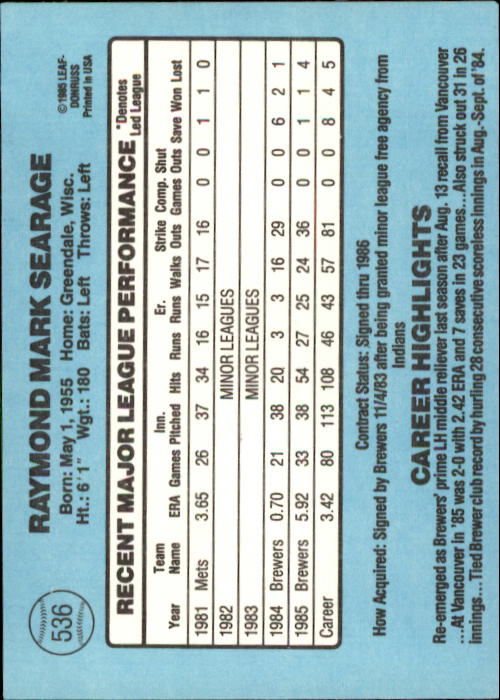 536
RAYMOND MARK SEARAGE
Born: May 1, 1955 Home: Greendale, Wisc.
Ht.: 6'1" Wgt.: 180 Bats: Left Throws: Left
©1985 LEAF-
DONRUSS
Printed in USA
RECENT MAJOR LEAGUE PERFORMANCE *Denotes
Led League
Team Inn. Er. Strike Comp. Shut
Year Name ERA Games Pitched Hits Runs Runs Walks Outs Games Outs Save Won Lost
1981 Mets 3.65 26 37 34 16 15 17 16 0 0 1 1 0
1982 MINOR LEAGUES
1983 MINOR LEAGUES
1984 Brewers 0.70 21 38 20 3 3 16 29 0 0 6 2 1
1985 Brewers 5.92 33 38 54 27 25 24 36 0 0 1 1 4
Career 3.42 80 113 108 46 43 57 81 0 0 8 4 5
Contract Status: Signed thru 1986
How Acquired: Signed by Brewers 11/4/83 after being granted minor league free agency from
Indians
CAREER HIGHLIGHTS
Re-emerged as Brewers' prime LH middle reliever last season after Aug. 13 recall from Vancouver
...At Vancouver in '85 was 2-0 with 2.42 ERA and 7 saves in 23 games...Also struck out 31 in 26
innings...Tied Brewer club record by hurling 28 consecutive scoreless innings in Aug.-Sept. of '84.